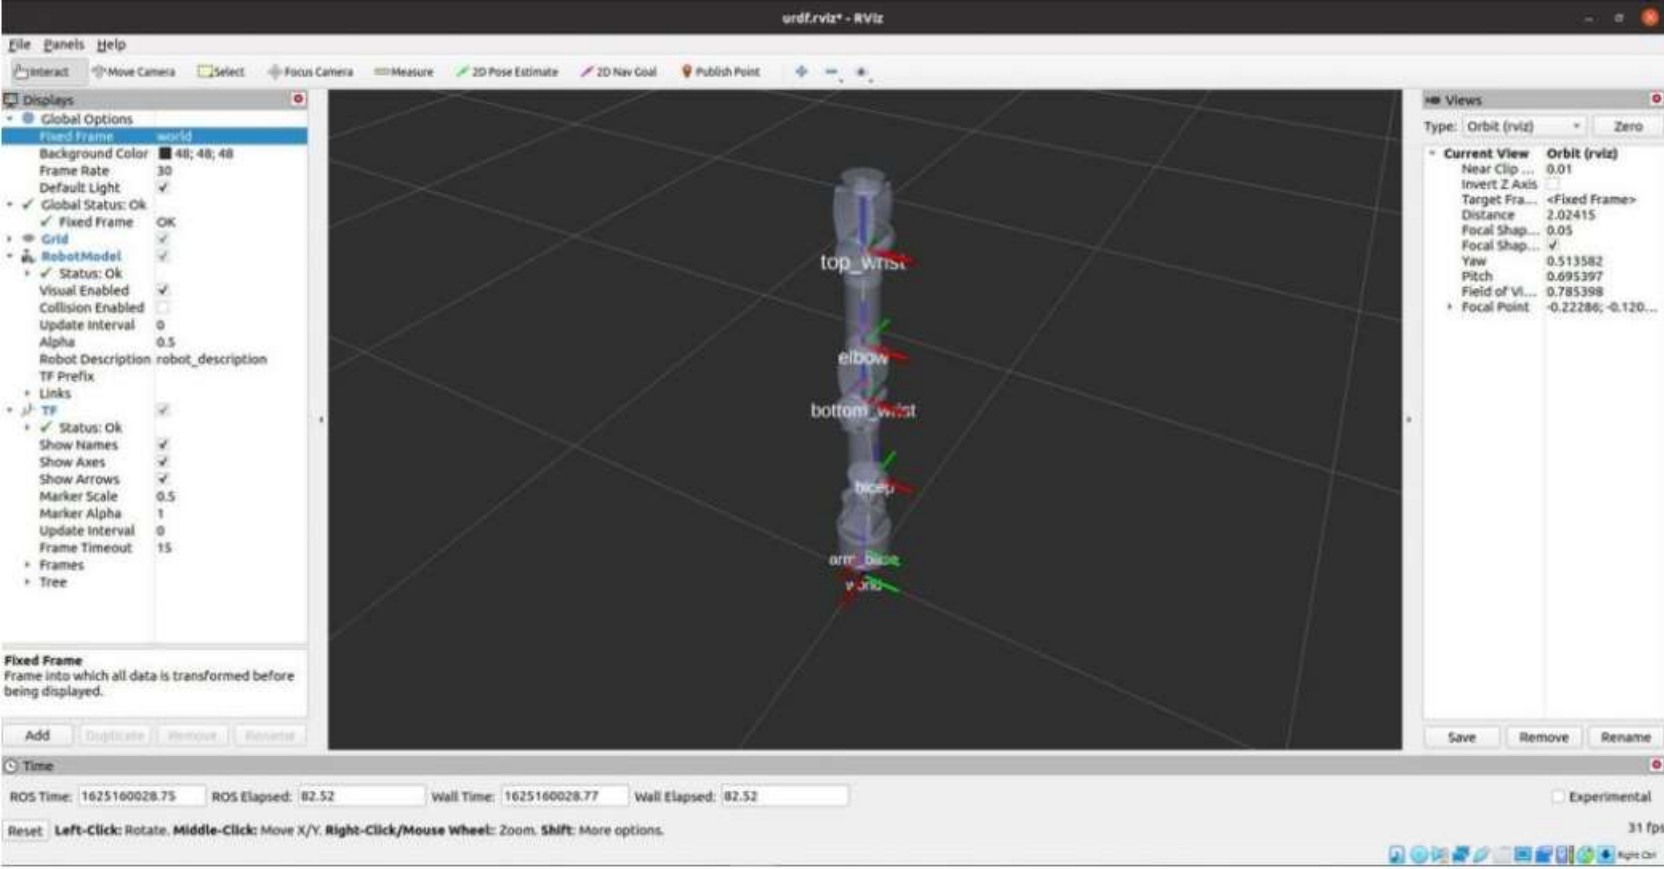 urdf.rviz* - RViz
File Panels Help
Interact Move Camera Select Focus Camera Measure 2D Pose Estimate 2D Nav Goal Publish Point
Displays
Global Options
Fixed Frame world
Background Color 48; 48; 48
Frame Rate 30
Default Light
Global Status: Ok
Fixed Frame OK
Grid
RobotModel
Status: Ok
Visual Enabled
Collision Enabled
Update Interval 0
Alpha 0.5
Robot Description robot_description
TF Prefix
Links
TF
Status: Ok
Show Names
Show Axes
Show Arrows
Marker Scale 0.5
Marker Alpha 1
Update Interval 0
Frame Timeout 15
Frames
Tree
Fixed Frame
Frame into which all data is transformed before
being displayed.
Add Duplicate Remove Rename
top_wrist
elbow
bottom_wrist
bicep
arm_base
world
Views
Type: Orbit (rviz) Zero
Current View Orbit (rviz)
Near Clip ... 0.01
Invert Z Axis
Target Fra... <Fixed Frame>
Distance 2.02415
Focal Shap... 0.05
Focal Shap...
Yaw 0.513582
Pitch 0.695397
Field of Vi... 0.785398
Focal Point -0.22286; -0.120...
Save Remove Rename
Time
ROS Time: 1625160028.75 ROS Elapsed: 82.52 Wall Time: 1625160028.77 Wall Elapsed: 82.52
Experimental
Reset Left-Click: Rotate. Middle-Click: Move X/Y. Right-Click/Mouse Wheel: Zoom. Shift: More options.
31 fps
Right Ctrl